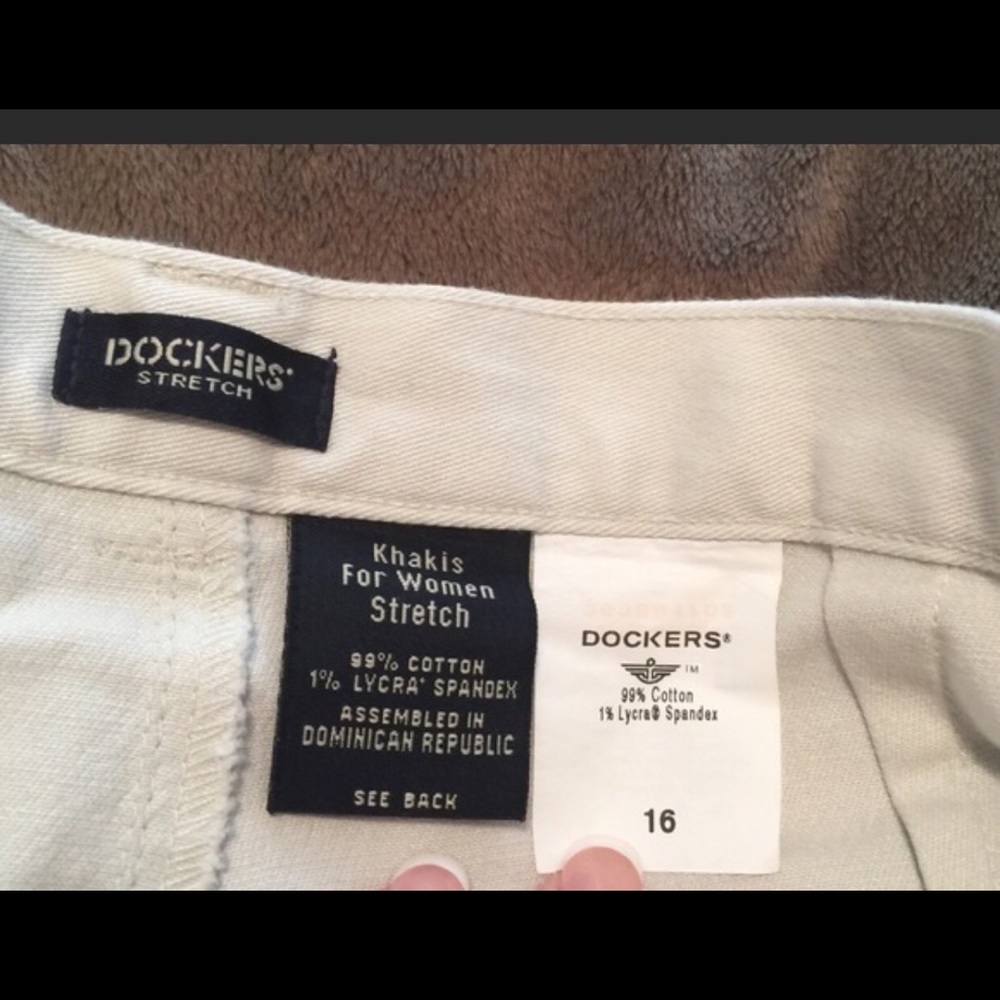 DOCKERS®
STRETCH
Khakis
For Women
Stretch
99% COTTON
1% LYCRA® SPANDEX
ASSEMBLED IN
DOMINICAN REPUBLIC
SEE BACK
DOCKERS®
TM
99% Cotton
1% Lycra® Spandex
16